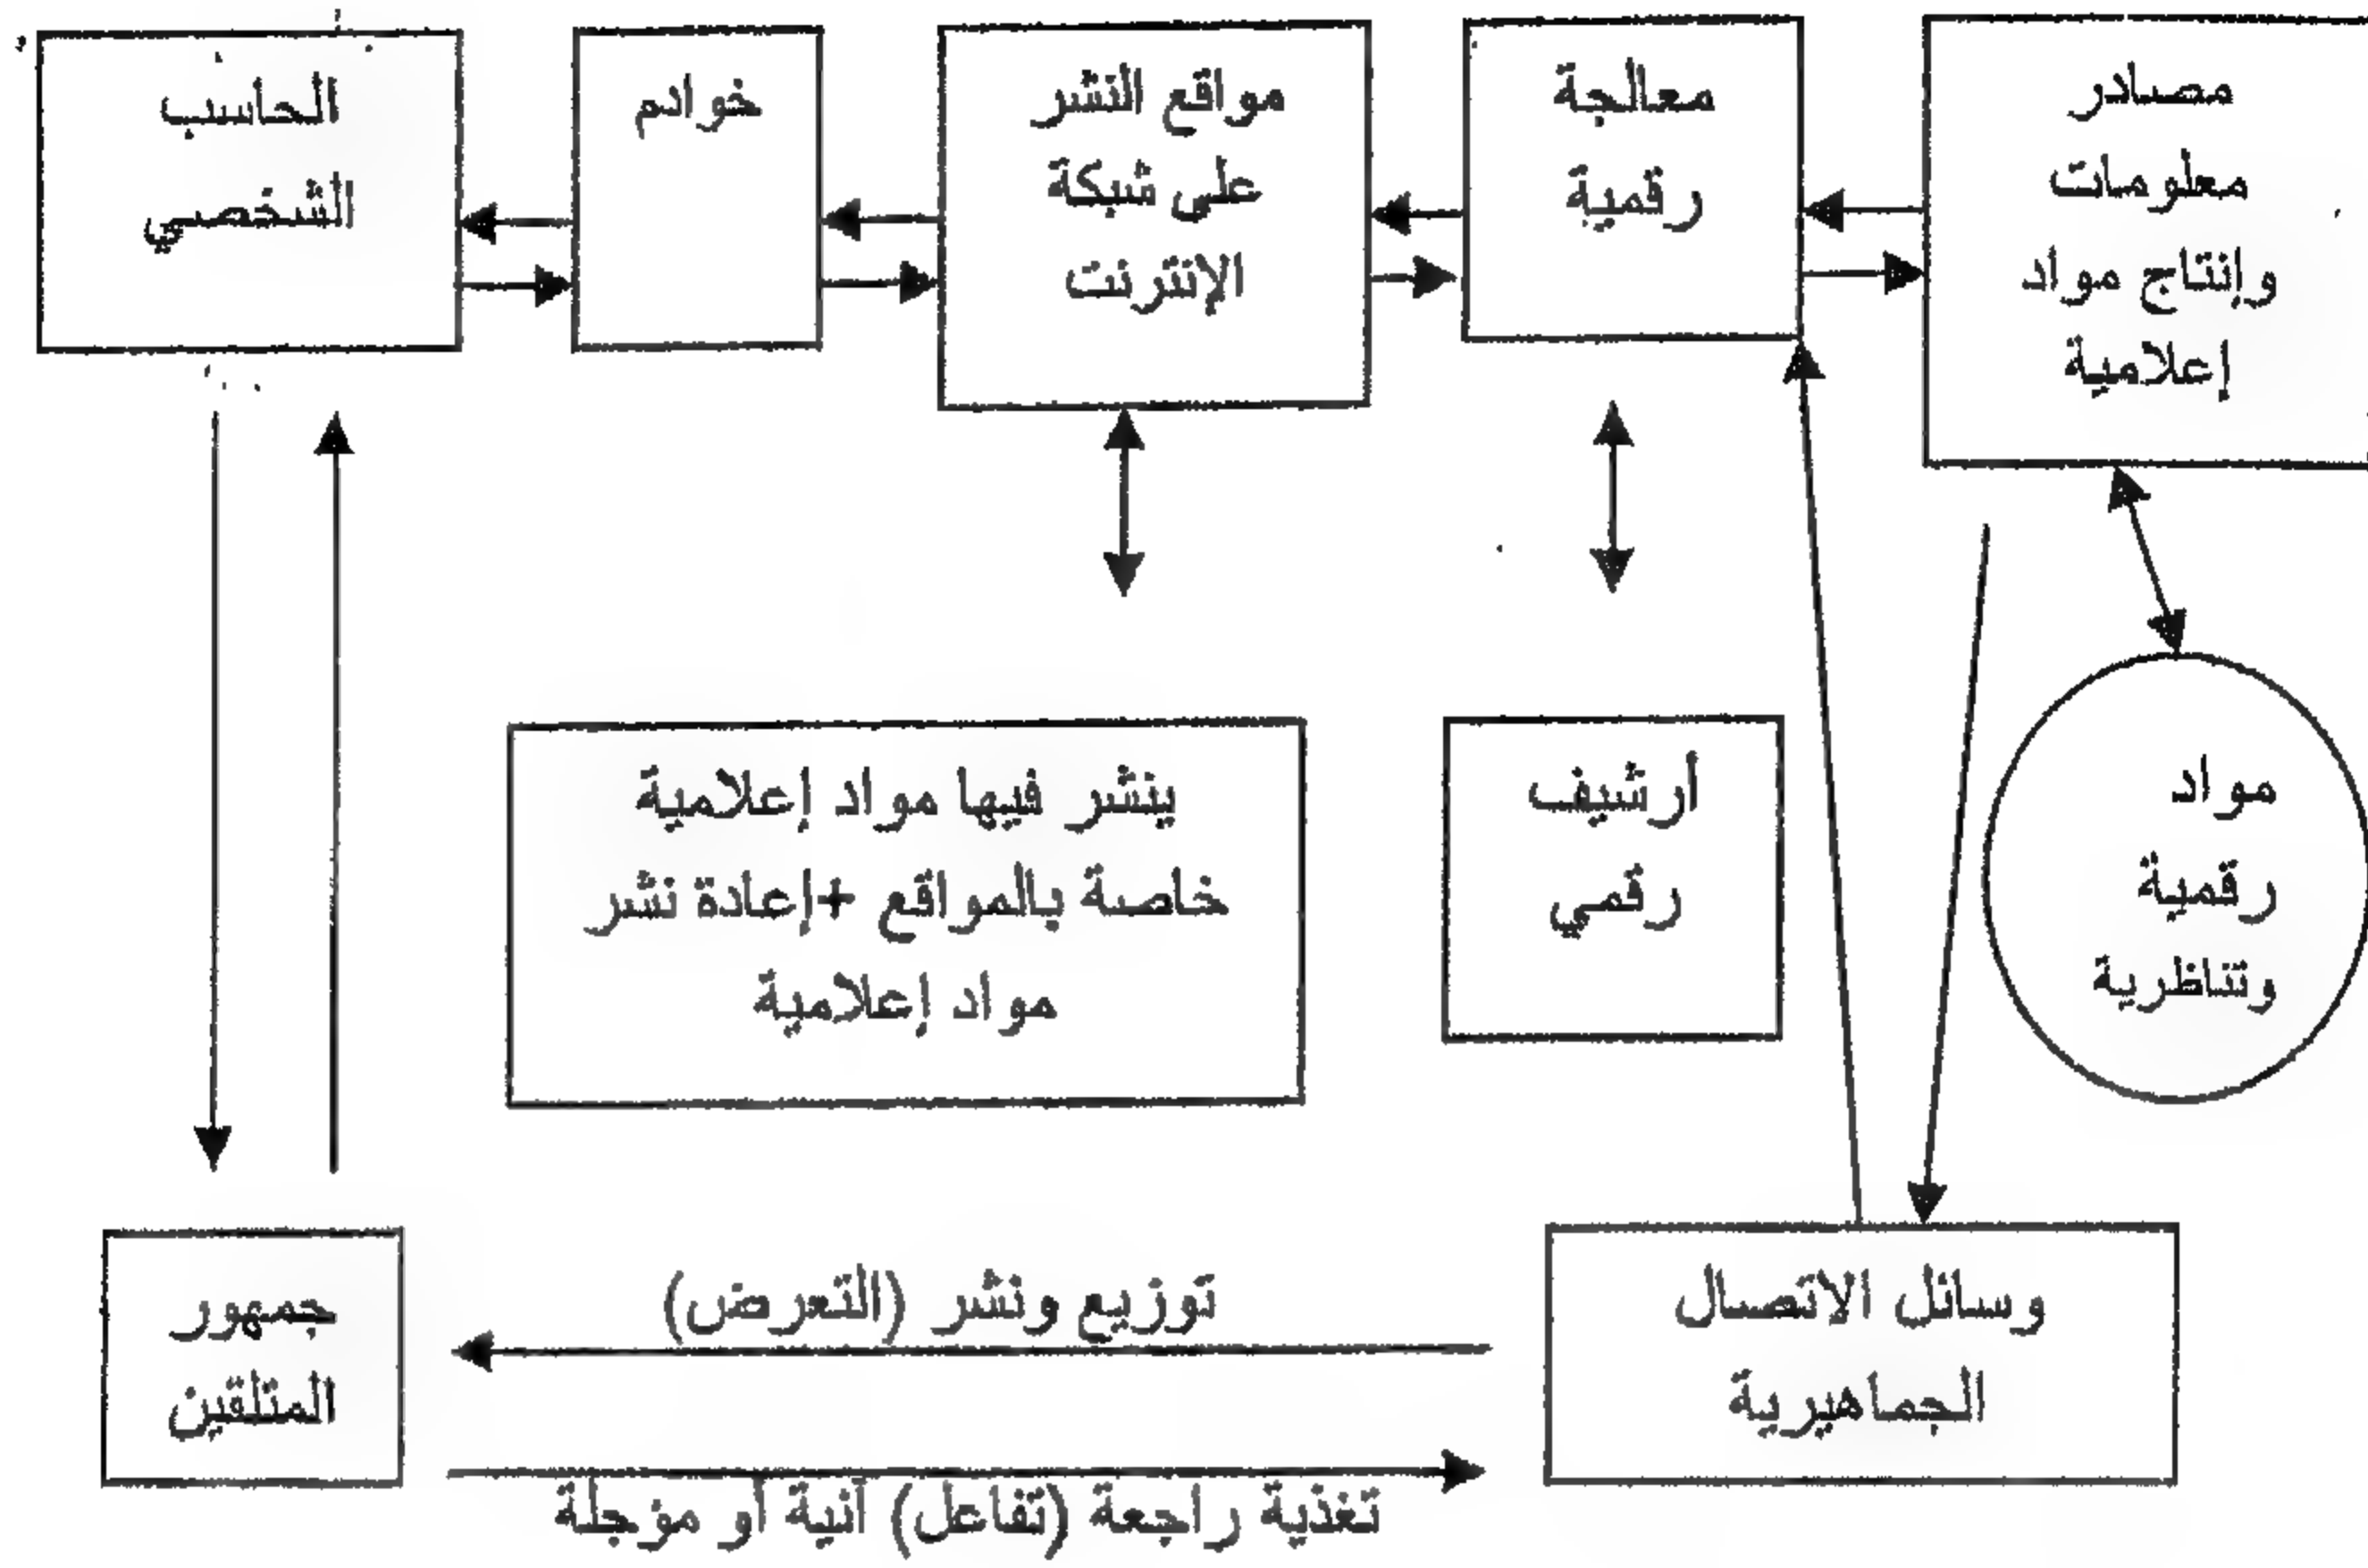 مصادر
معلومات
وإنتاج مواد
إعلامية
معالجة
رقمية
مواقع النشر
على شبكة
الإنترنت
خوادم
الحاسب
الشخصي
مواد
رقمية
وتناظرية
أرشيف
رقمي
ينشر فيها مواد إعلامية
خاصة بالمواقع +إعادة نشر
مواد إعلامية
وسائل الاتصال
الجماهيرية
توزيع ونشر (التعرض)
تغذية راجعة (تفاعل) آنية أو مؤجلة
جمهور
المتلقين